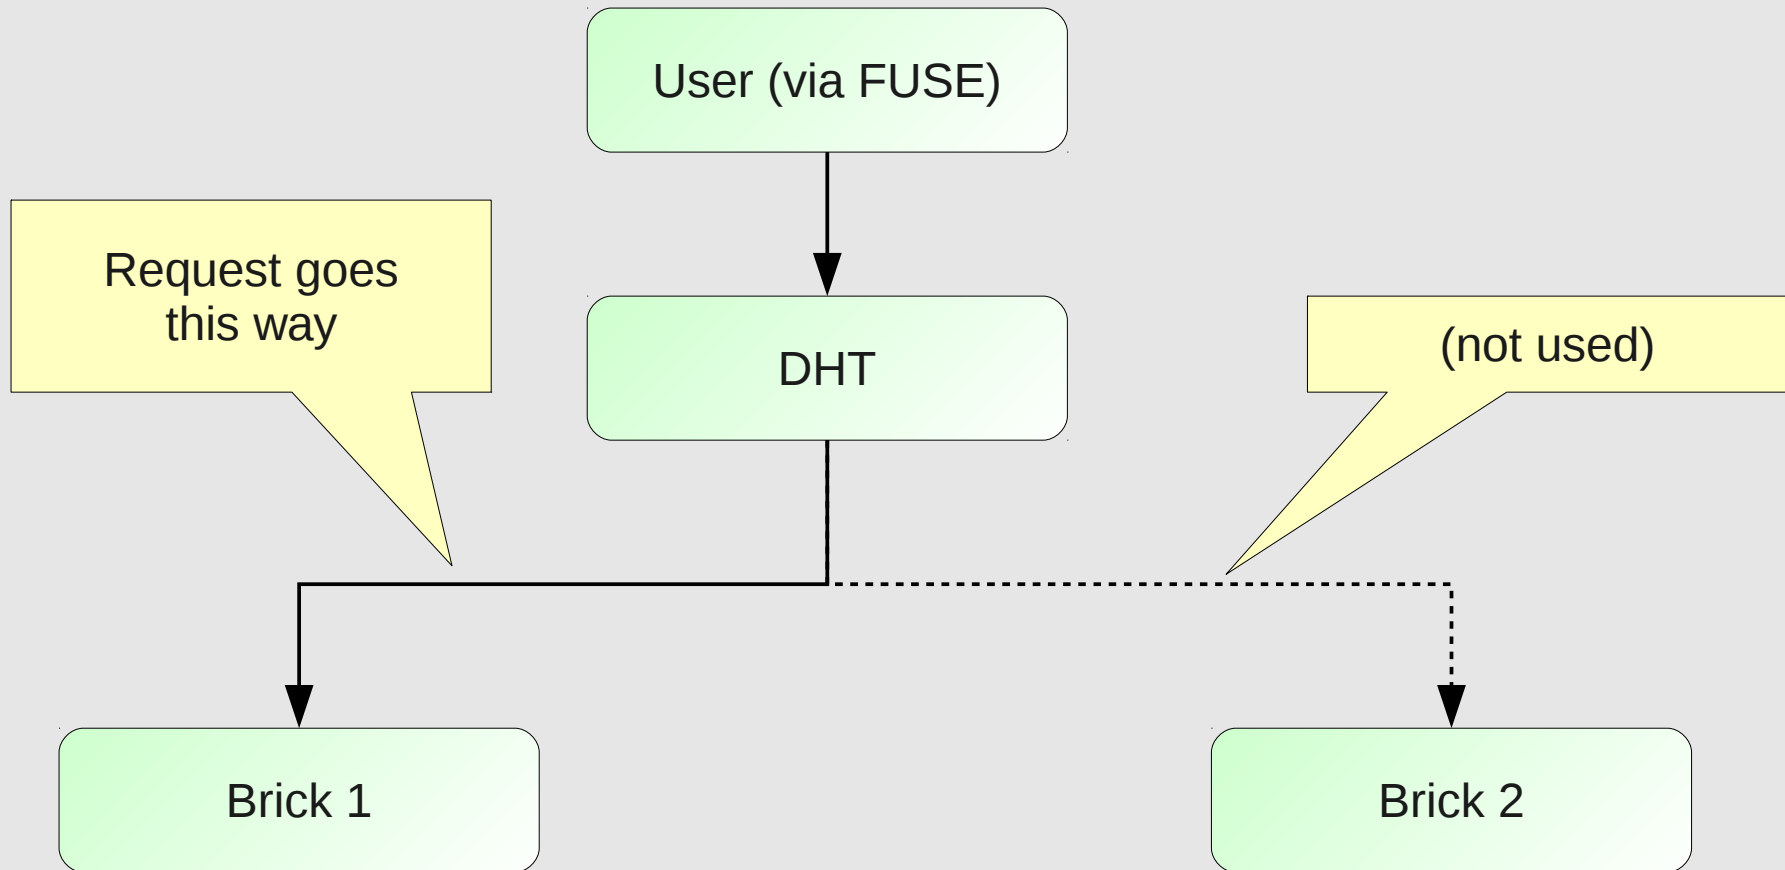 User (via FUSE)
Request goes
this way
DHT
(not used)
Brick 1
Brick 2